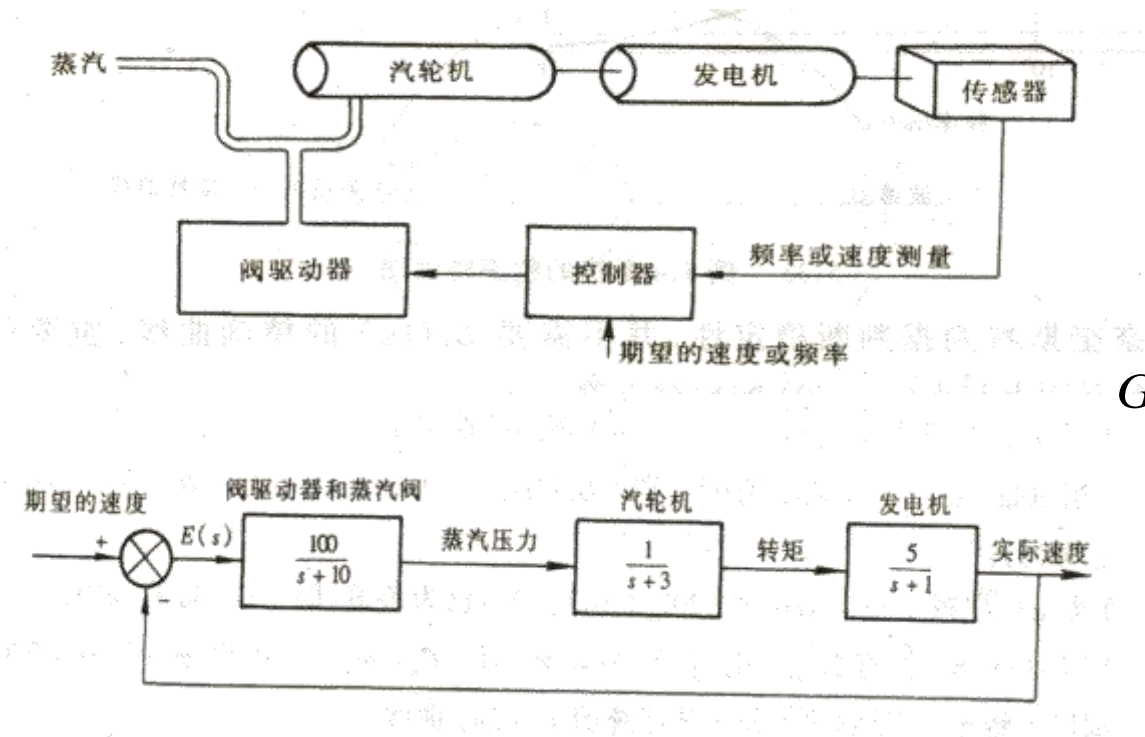 蒸汽
汽轮机
发电机
传感器
阀驱动器
控制器
频率或速度测量
期望的速度或频率
G
期望的速度
阀驱动器和蒸汽阀
汽轮机
发电机
+
E(s)
100
s + 10
蒸汽压力
1
s + 3
转矩
5
s + 1
实际速度
-